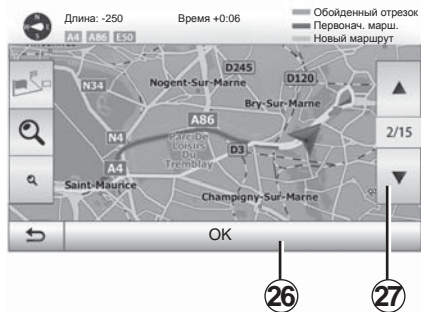 Длина: -250 Время +0:06
A4 A86 E50
Обойденный отрезок
Первонач. марш.
Новый маршрут
D245
N34
D120
Nogent-Sur-Marne
Bry-Sur-Marne
A86
2/15
N4
Parc De
Loisirs
Du
Tremblay
D3
A4
Saint-Maurice
Champigny-Sur-Marne
OK
26
27